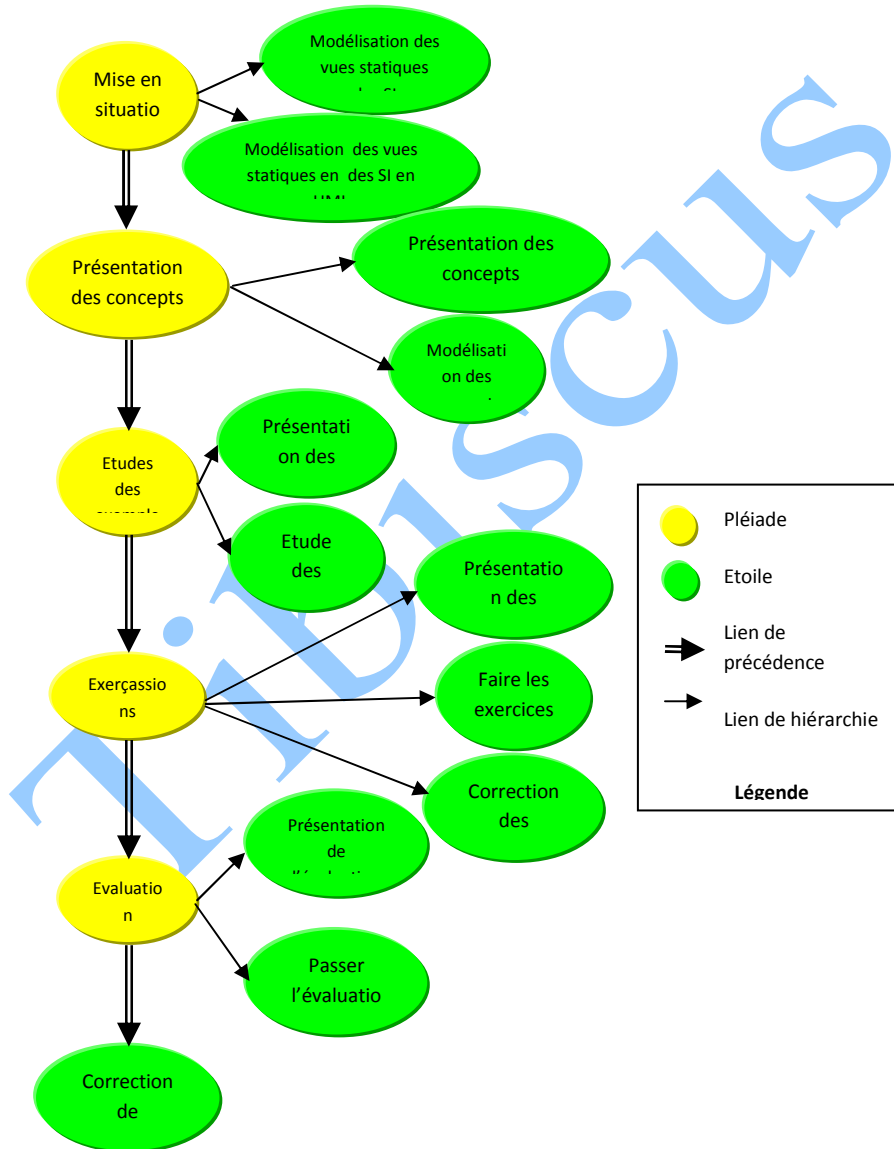 Mise en
situatio
Modélisation des
vues statiques
Modélisation des vues
statiques en des SI en
Présentation
des concepts
Présentation des
concepts
Modélisati
on des
Etudes
des
Présentati
on des
Etude
des
Exerçassio
ns
Présentatio
n des
Faire les
exercices
Correction
des
Evaluatio
n
Présentation
de
Passer
l'évaluatio
Correction
de
Pléiade
Etoile
Lien de
précédence
Lien de hiérarchie
Légende
Tibuscus